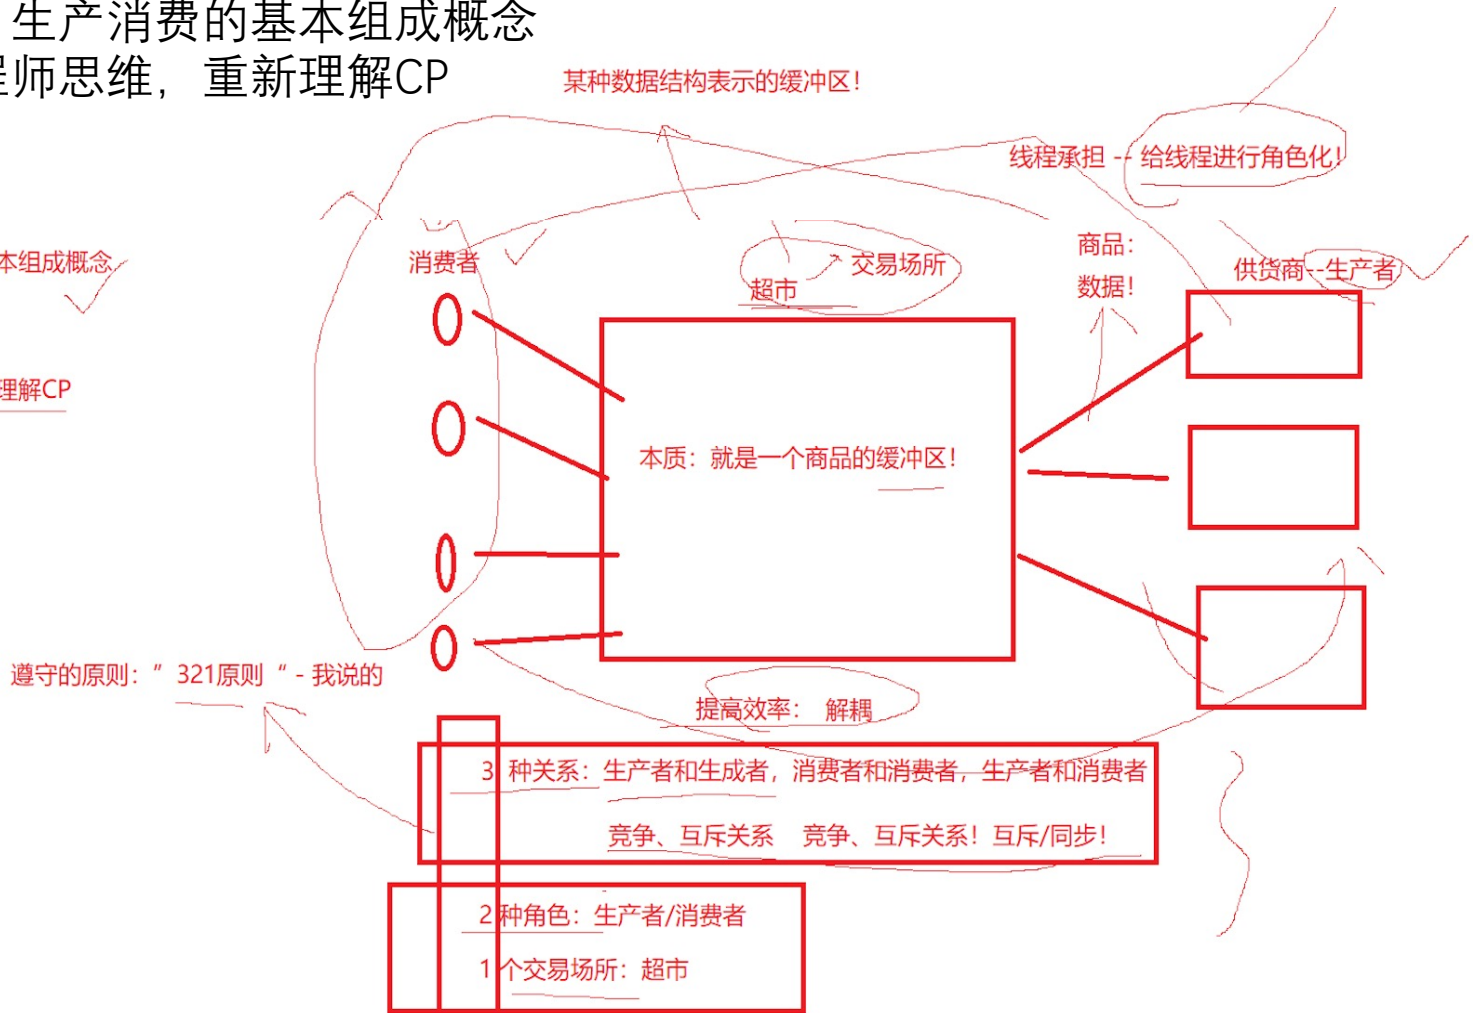 生产消费的基本组成概念
程师思维，重新理解CP
某种数据结构表示的缓冲区！
线程承担 -- 给线程进行角色化！
本组成概念
消费者
超市
交易场所
商品：
数据！
供货商--生产者
理解CP
本质：就是一个商品的缓冲区！
遵守的原则：”321原则“ - 我说的
提高效率： 解耦
3 种关系：生产者和生成者，消费者和消费者，生产者和消费者
竞争、互斥关系 竞争、互斥关系！互斥/同步！
2种角色：生产者/消费者
1个交易场所：超市